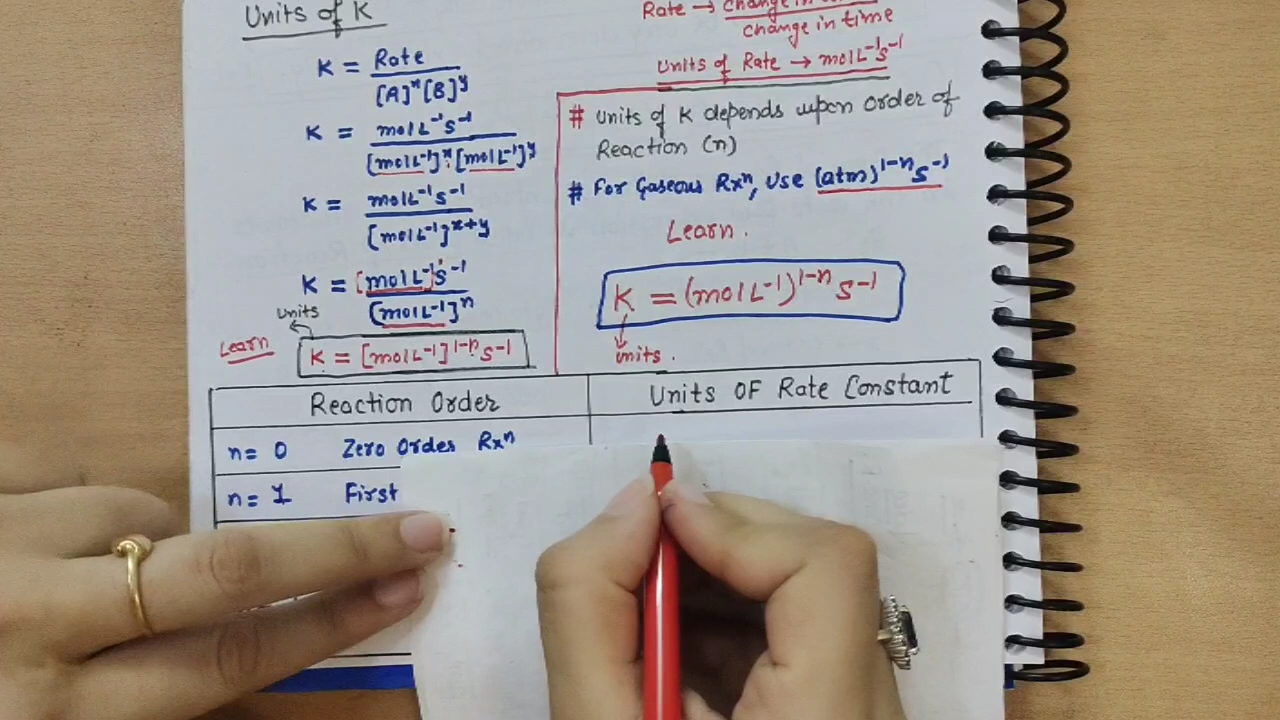 Units of K
K = Rate / [A]ˣ [B]ʸ
K = mol L⁻¹ s⁻¹ / [mol L⁻¹]ˣ [mol L⁻¹]ʸ
K = mol L⁻¹ s⁻¹ / [mol L⁻¹]ˣ⁺ʸ
K = [mol L⁻¹]¹ s⁻¹ / [mol L⁻¹]ⁿ
units
Learn K = [mol L⁻¹]¹⁻ⁿ s⁻¹
Rate → change in / change in time
Units of Rate → mol L⁻¹ s⁻¹
# Units of K depends upon Order of
Reaction (n)
# For Gaseous Rxⁿ, Use (atm)¹⁻ⁿ s⁻¹
Learn.
K = (mol L⁻¹)¹⁻ⁿ s⁻¹
units.
Reaction Order Units OF Rate Constant
n = 0 Zero Order Rxⁿ
n = 1 First